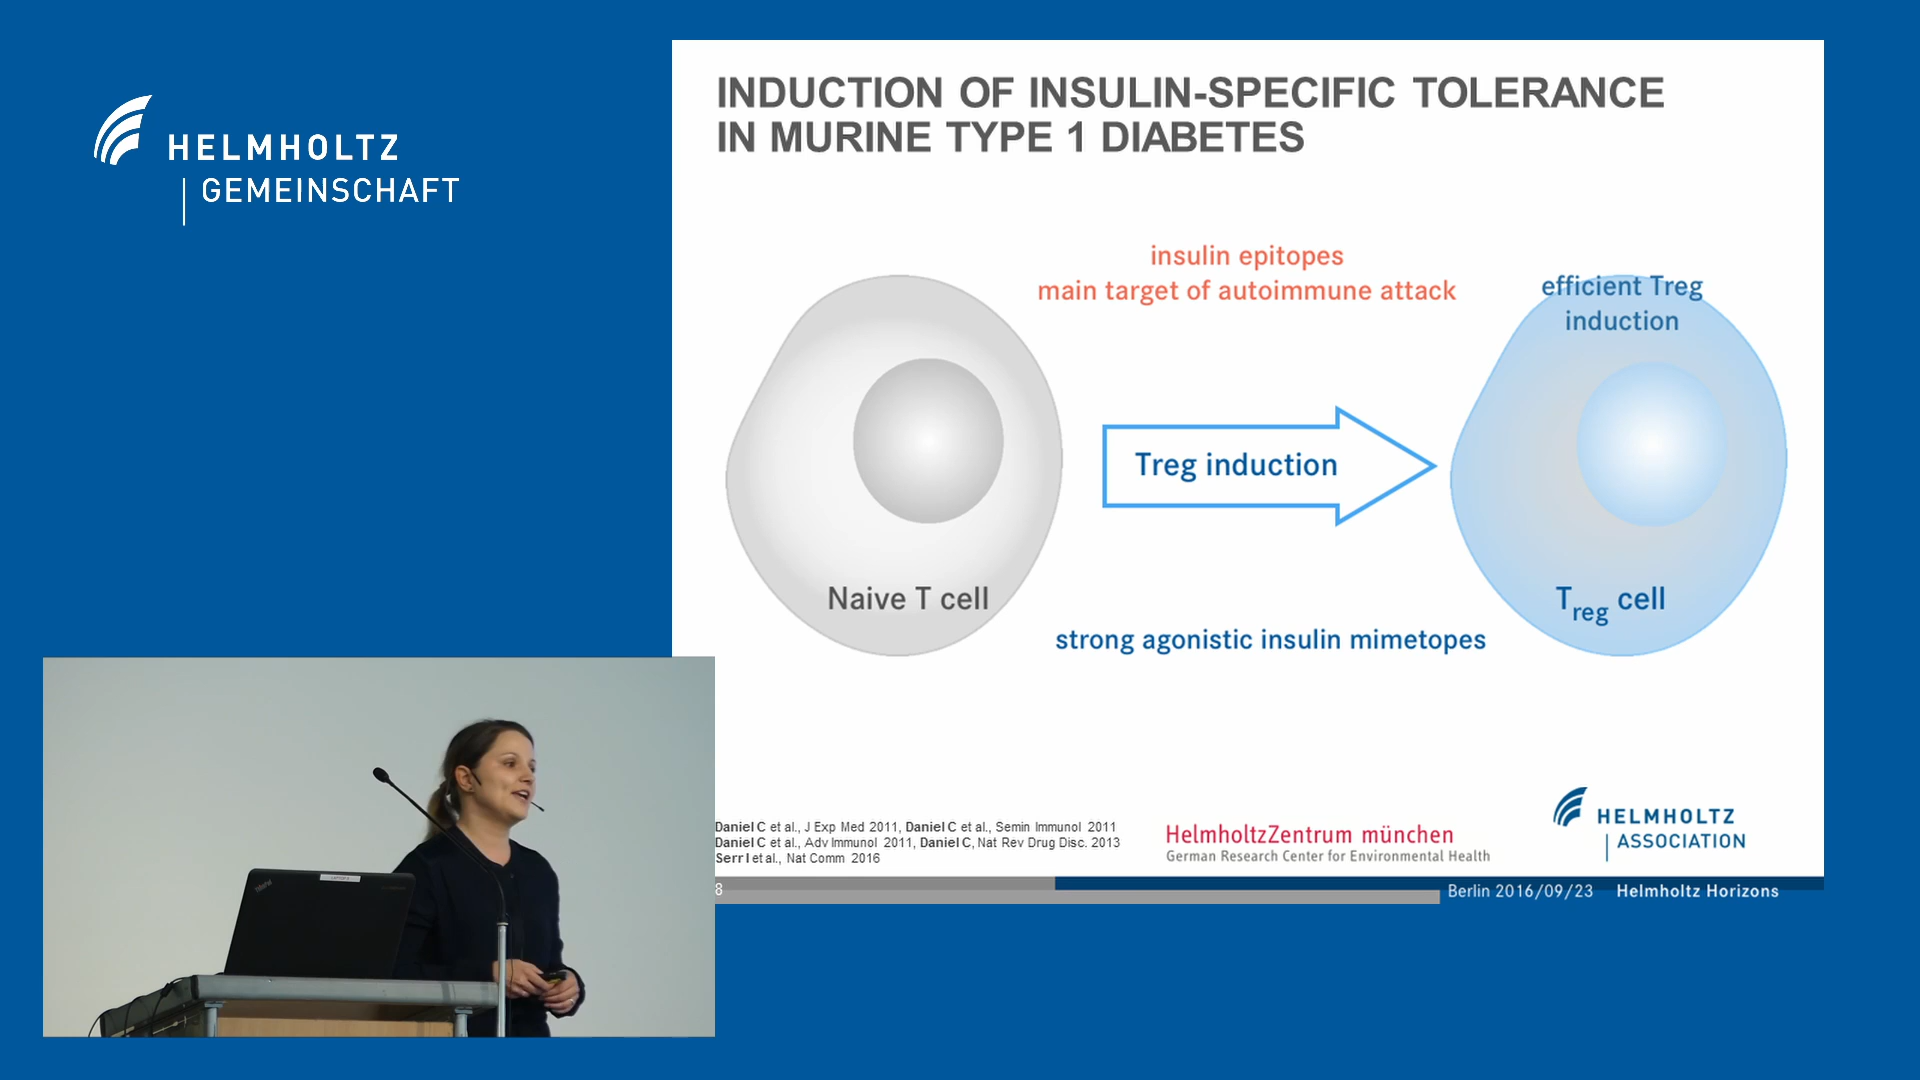 HELMHOLTZ
GEMEINSCHAFT
INDUCTION OF INSULIN-SPECIFIC TOLERANCE
IN MURINE TYPE 1 DIABETES
insulin epitopes
main target of autoimmune attack
efficient Treg
induction
Treg induction
Naive T cell
Treg cell
strong agonistic insulin mimetopes
Daniel C et al., J Exp Med 2011, Daniel C et al., Semin Immunol 2011
Daniel C et al., Adv Immunol 2011, Daniel C, Nat Rev Drug Disc. 2013
Serr I et al., Nat Comm 2016
HelmholtzZentrum münchen
German Research Center for Environmental Health
HELMHOLTZ
ASSOCIATION
8
Berlin 2016/09/23 Helmholtz Horizons